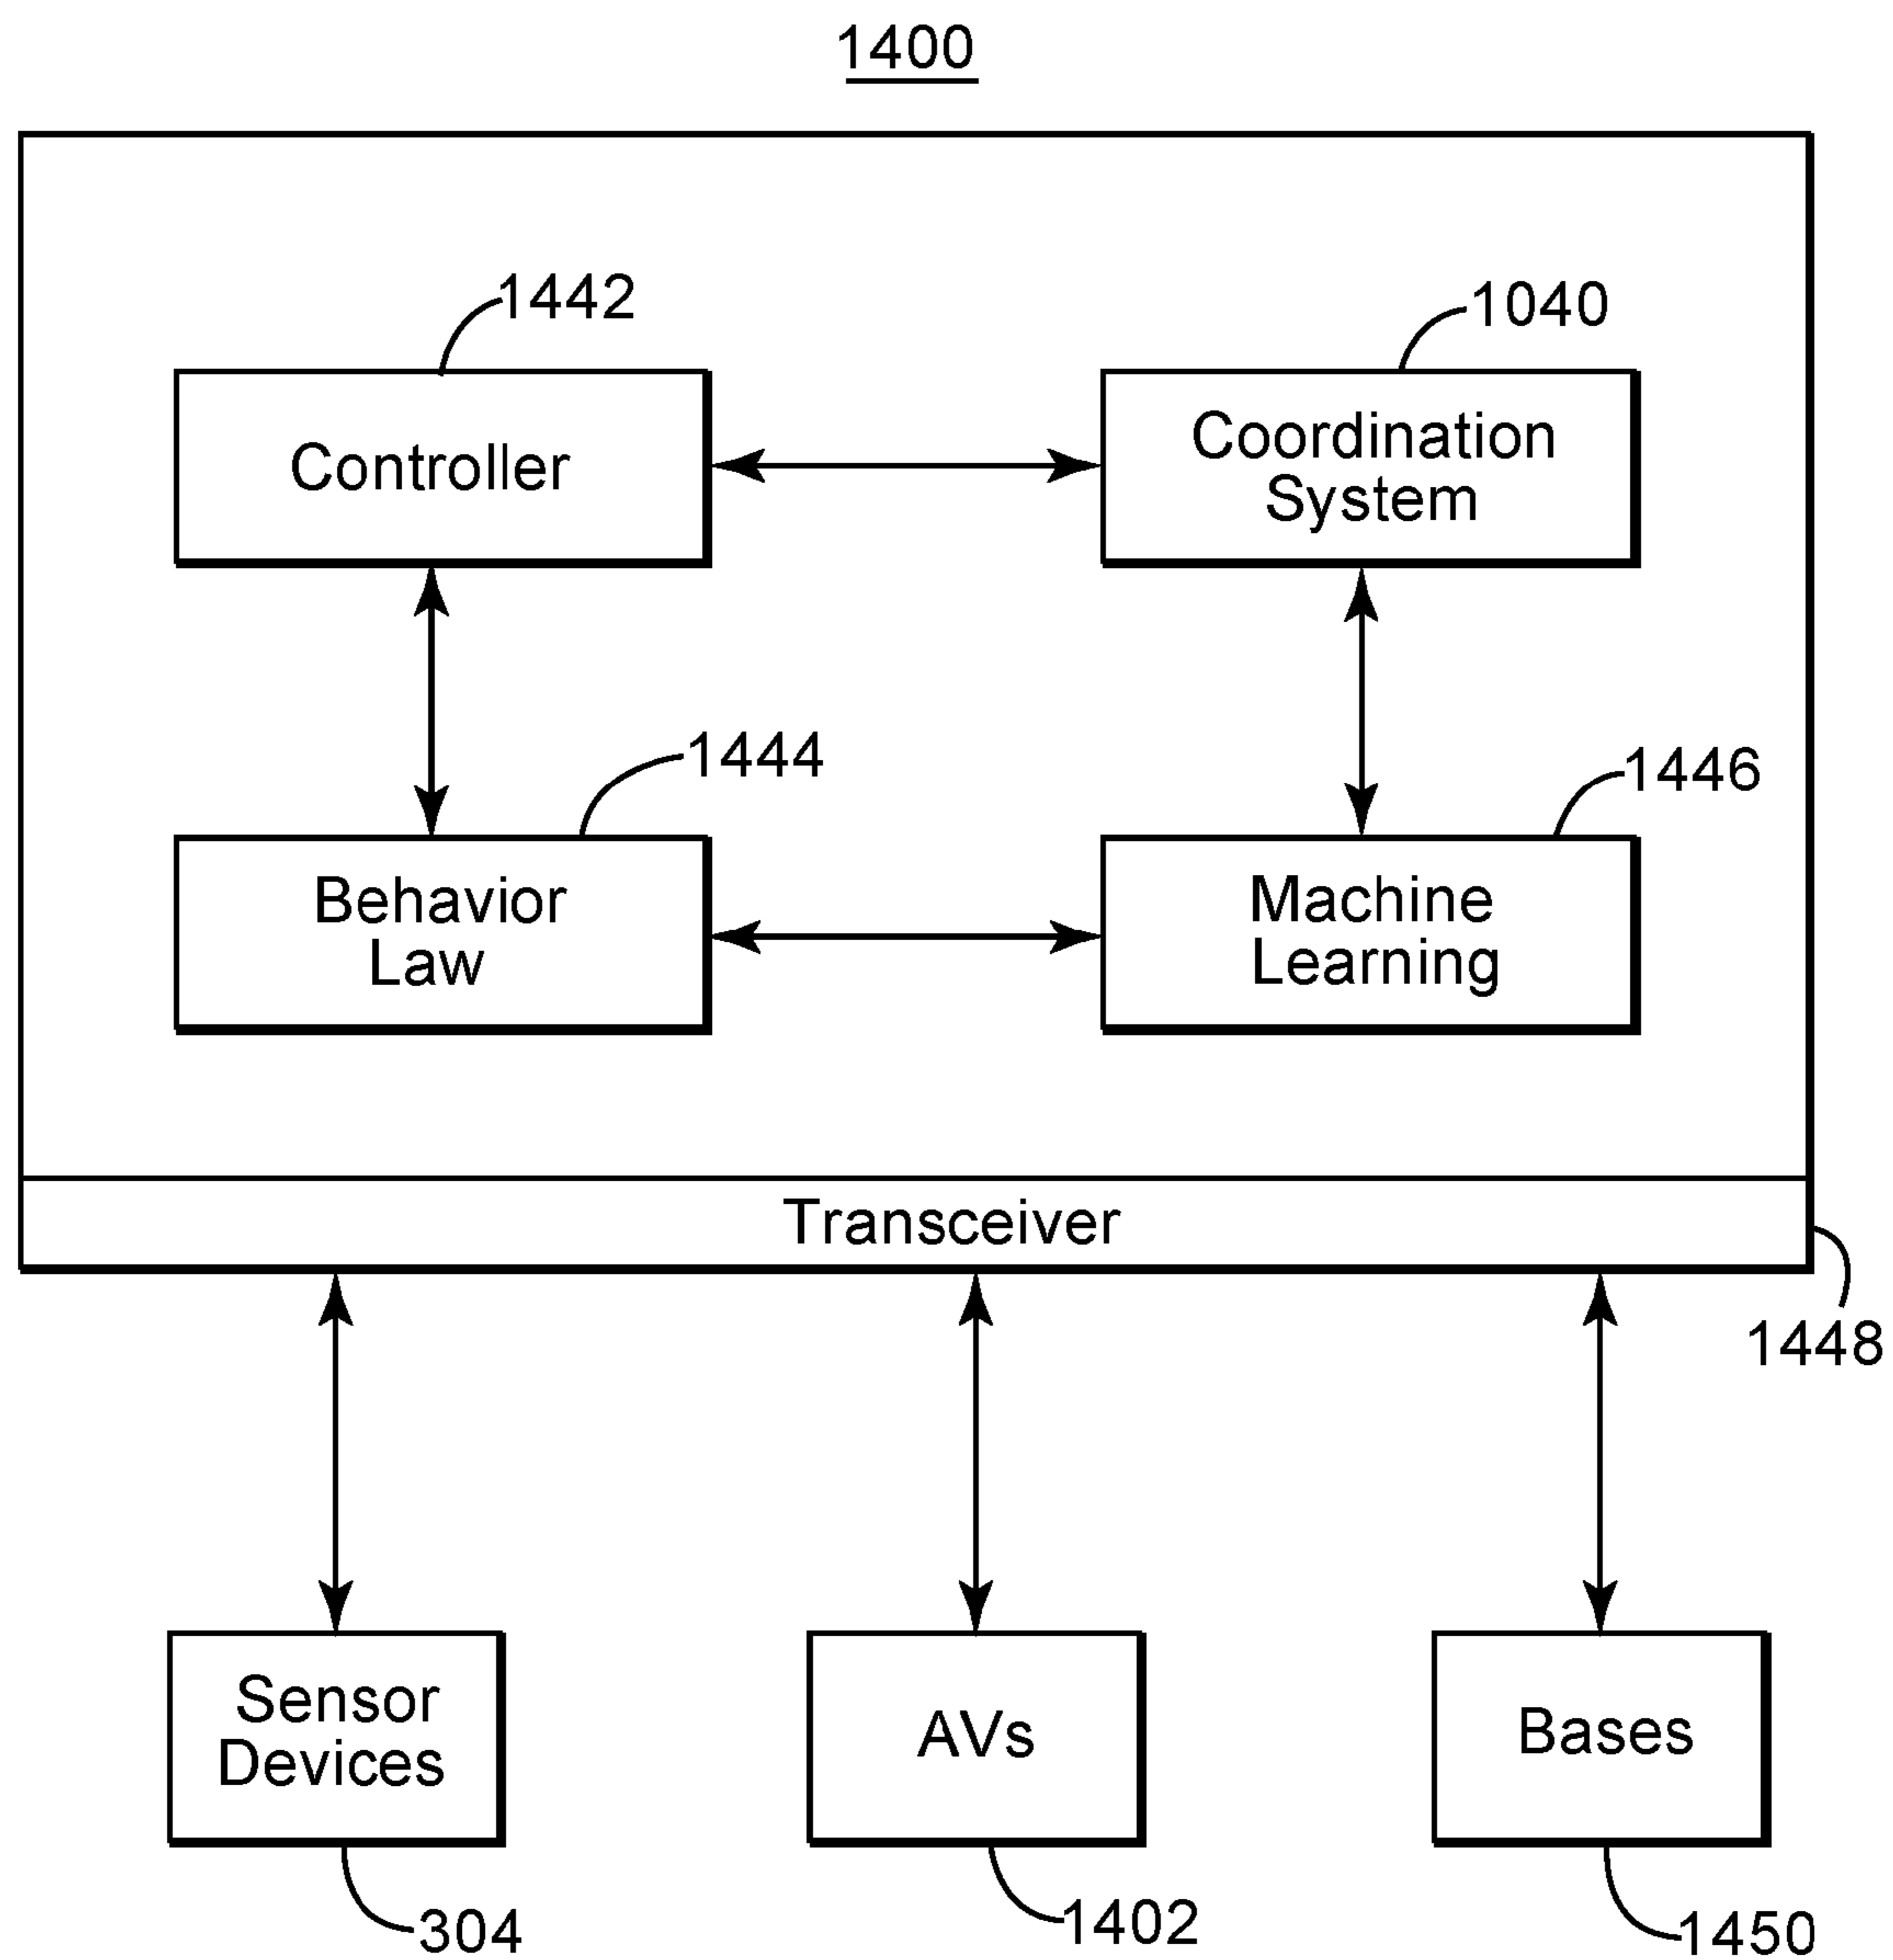 1400
1442
1040
Controller
Coordination
System
1444
1446
Behavior
Law
Machine
Learning
Transceiver
1448
Sensor
Devices
AVs
Bases
304
1402
1450